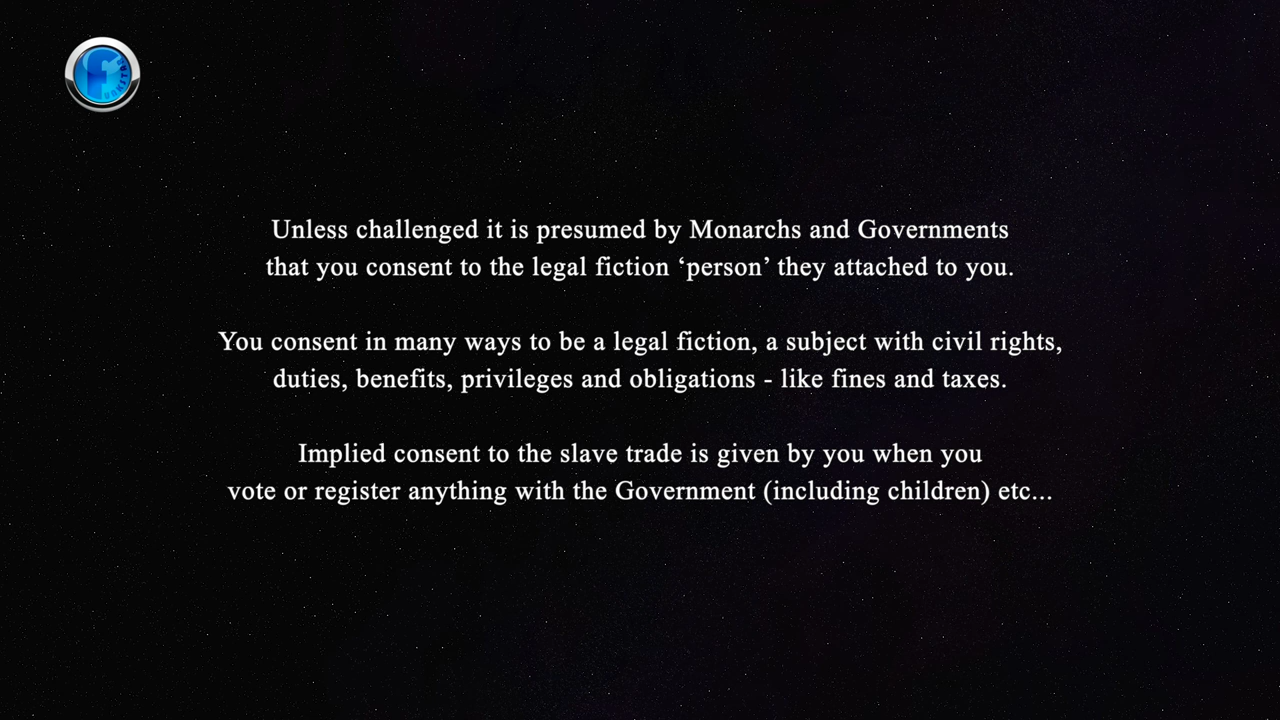 Unless challenged it is presumed by Monarchs and Governments
that you consent to the legal fiction ‘person’ they attached to you.
You consent in many ways to be a legal fiction, a subject with civil rights,
duties, benefits, privileges and obligations - like fines and taxes.
Implied consent to the slave trade is given by you when you
vote or register anything with the Government (including children) etc...